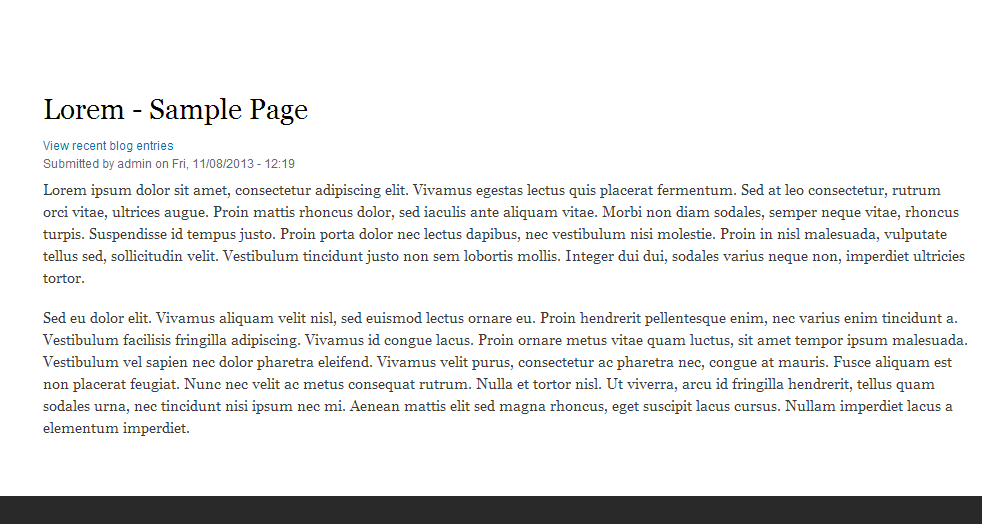 Lorem - Sample Page
View recent blog entries
Submitted by admin on Fri, 11/08/2013 - 12:19
Lorem ipsum dolor sit amet, consectetur adipiscing elit. Vivamus egestas lectus quis placerat fermentum. Sed at leo consectetur, rutrum
orci vitae, ultrices augue. Proin mattis rhoncus dolor, sed iaculis ante aliquam vitae. Morbi non diam sodales, semper neque vitae, rhoncus
turpis. Suspendisse id tempus justo. Proin porta dolor nec lectus dapibus, nec vestibulum nisi molestie. Proin in nisl malesuada, vulputate
tellus sed, sollicitudin velit. Vestibulum tincidunt justo non sem lobortis mollis. Integer dui dui, sodales varius neque non, imperdiet ultricies
tortor.
Sed eu dolor elit. Vivamus aliquam velit nisl, sed euismod lectus ornare eu. Proin hendrerit pellentesque enim, nec varius enim tincidunt a.
Vestibulum facilisis fringilla adipiscing. Vivamus id congue lacus. Proin ornare metus vitae quam luctus, sit amet tempor ipsum malesuada.
Vestibulum vel sapien nec dolor pharetra eleifend. Vivamus velit purus, consectetur ac pharetra nec, congue at mauris. Fusce aliquam est
non placerat feugiat. Nunc nec velit ac metus consequat rutrum. Nulla et tortor nisl. Ut viverra, arcu id fringilla hendrerit, tellus quam
sodales urna, nec tincidunt nisi ipsum nec mi. Aenean mattis elit sed magna rhoncus, eget suscipit lacus cursus. Nullam imperdiet lacus a
elementum imperdiet.